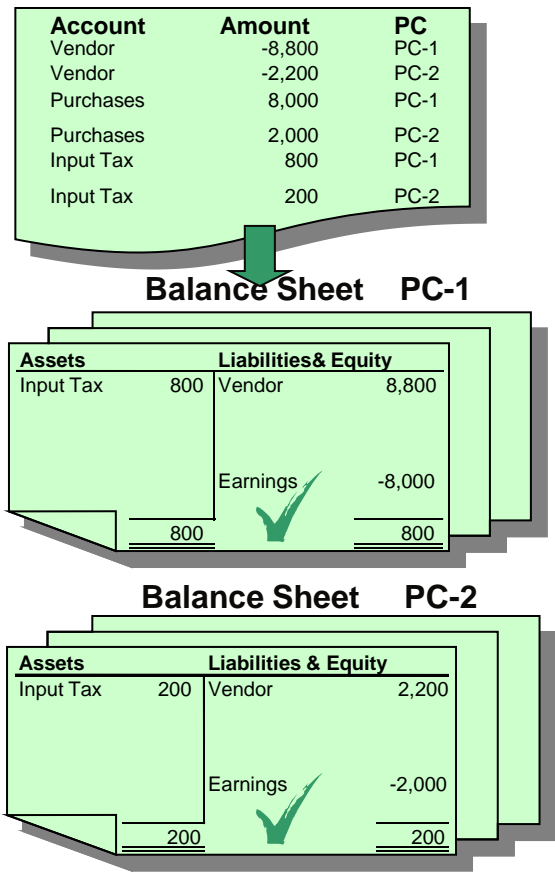 Account Amount PC
Vendor -8,800 PC-1
Vendor -2,200 PC-2
Purchases 8,000 PC-1
Purchases 2,000 PC-2
Input Tax 800 PC-1
Input Tax 200 PC-2
Balance Sheet PC-1
Assets Liabilities& Equity
Input Tax 800 Vendor 8,800
Earnings -8,000
800 800
Balance Sheet PC-2
Assets Liabilities & Equity
Input Tax 200 Vendor 2,200
Earnings -2,000
200 200